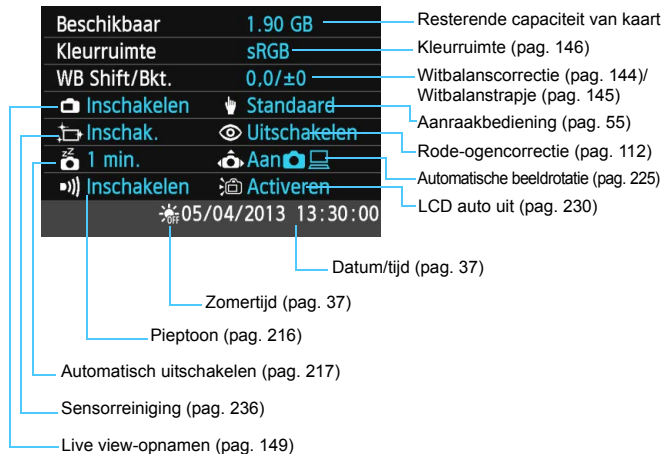 Beschikbaar 1.90 GB
Kleurruimte sRGB
WB Shift/Bkt. 0,0/±0
Inschakelen Standaard
Inschak. Uitschakelen
1 min. Aan
Inschakelen Activeren
OFF 05/04/2013 13:30:00
Resterende capaciteit van kaart
Kleurruimte (pag. 146)
Witbalanscorrectie (pag. 144)/
Witbalanstrapje (pag. 145)
Aanraakbediening (pag. 55)
Rode-ogencorrectie (pag. 112)
Automatische beeldrotatie (pag. 225)
LCD auto uit (pag. 230)
Datum/tijd (pag. 37)
Zomertijd (pag. 37)
Pieptoon (pag. 216)
Automatisch uitschakelen (pag. 217)
Sensorreiniging (pag. 236)
Live view-opnamen (pag. 149)